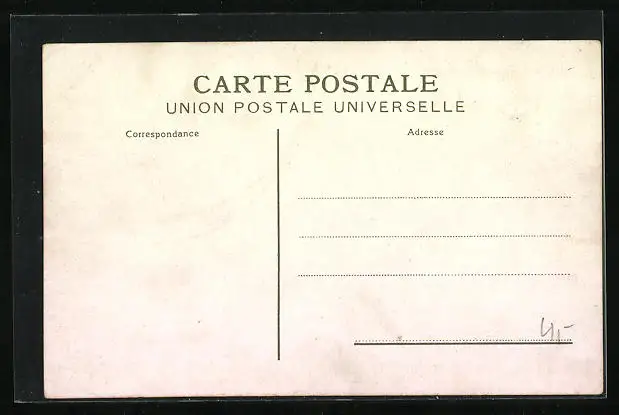 CARTE POSTALE
UNION POSTALE UNIVERSELLE
Correspondance
Adresse